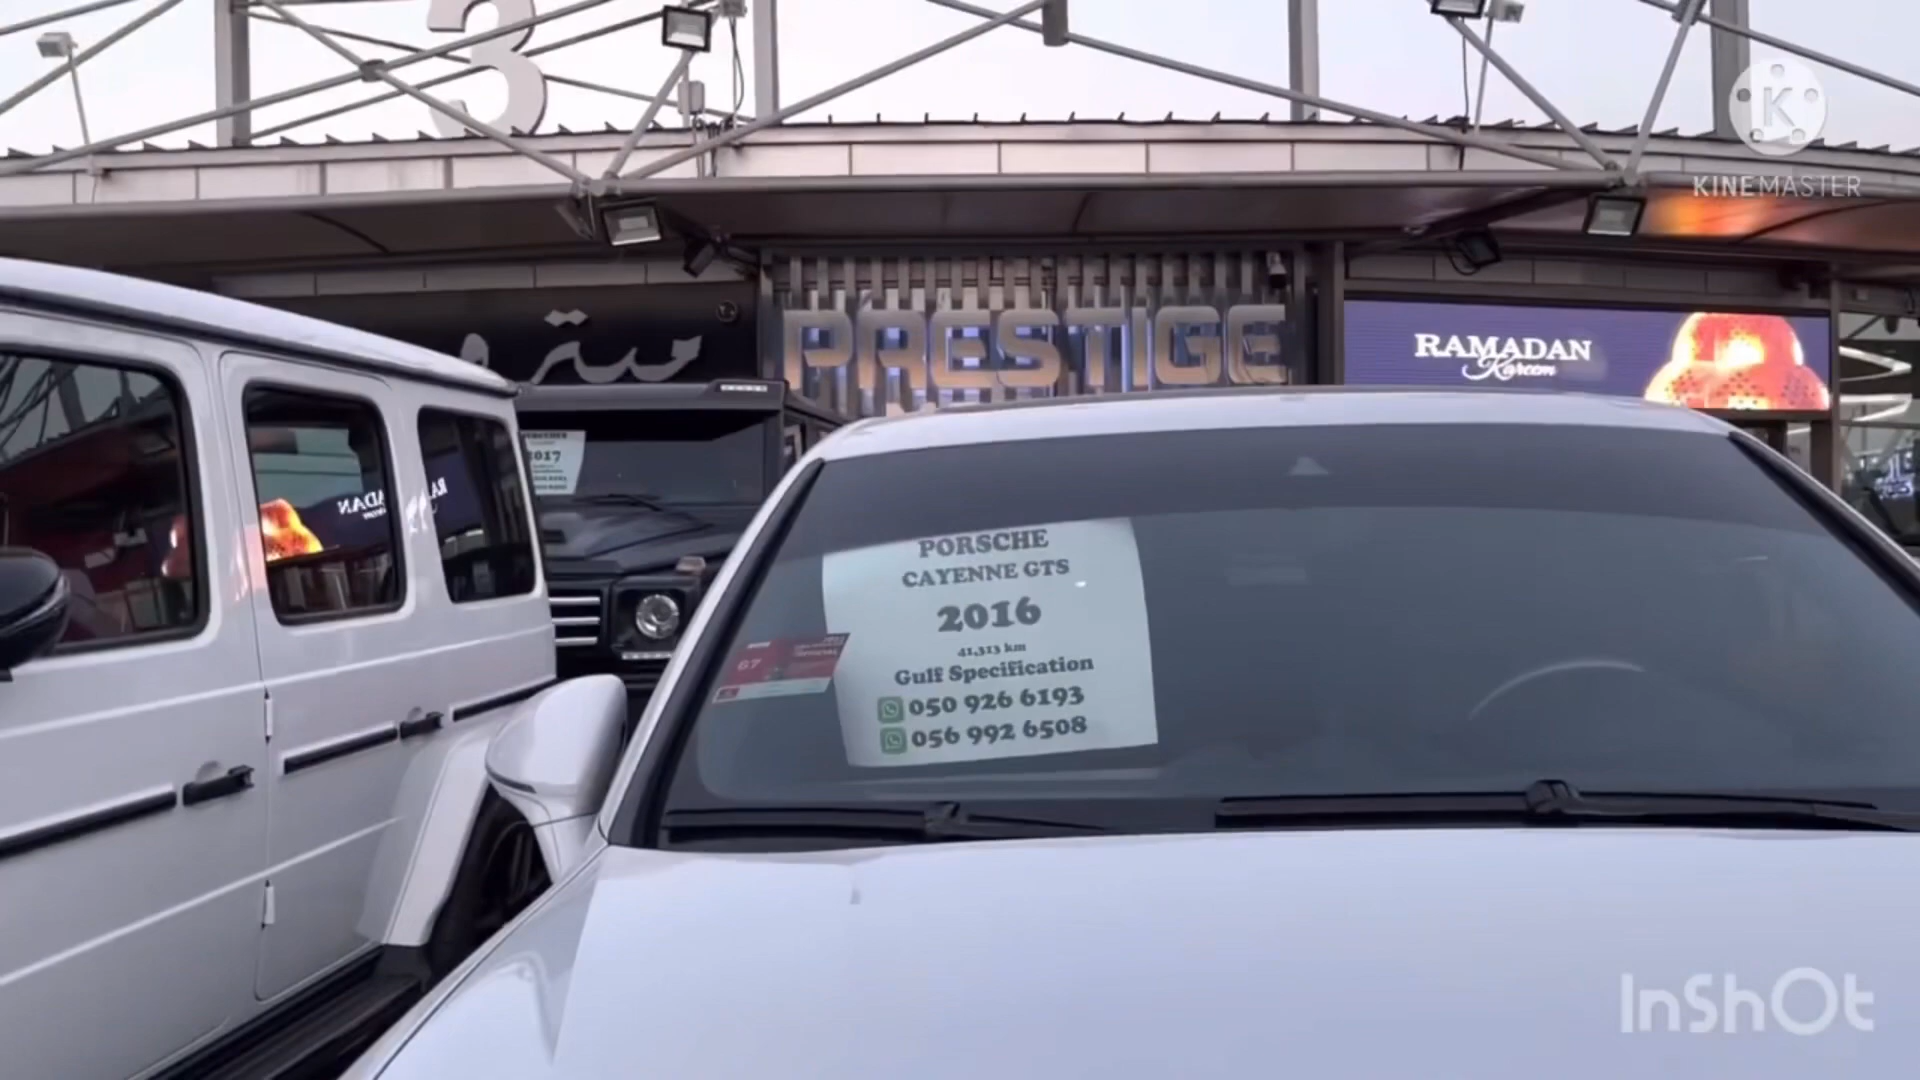 3
KINEMASTER
PRESTIGE
RAMADAN
Kareem
2017
PORSCHE
CAYENNE GTS
2016
41,313 km
Gulf Specification
050 926 6193
056 992 6508
67
InShOt